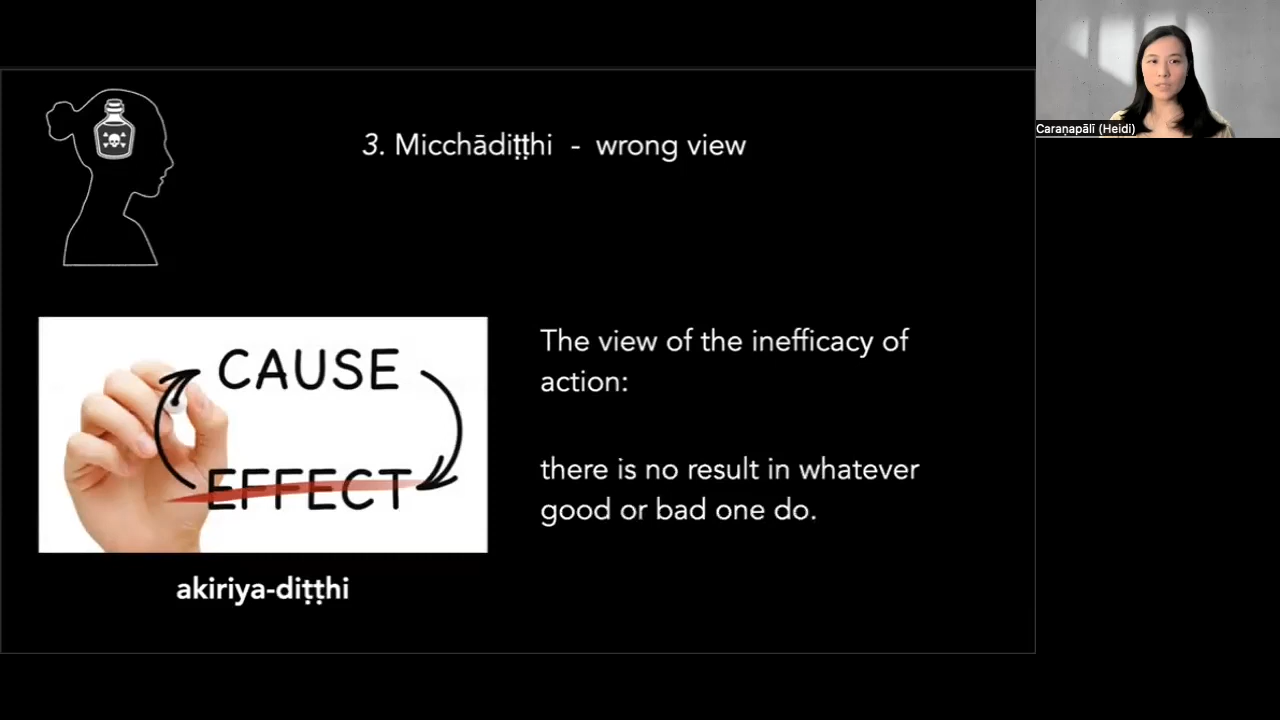 3. Micchādiṭṭhi - wrong view
Caraṇapālī (Heidi)
CAUSE
EFFECT
akiriya-diṭṭhi
The view of the inefficacy of
action:
there is no result in whatever
good or bad one do.